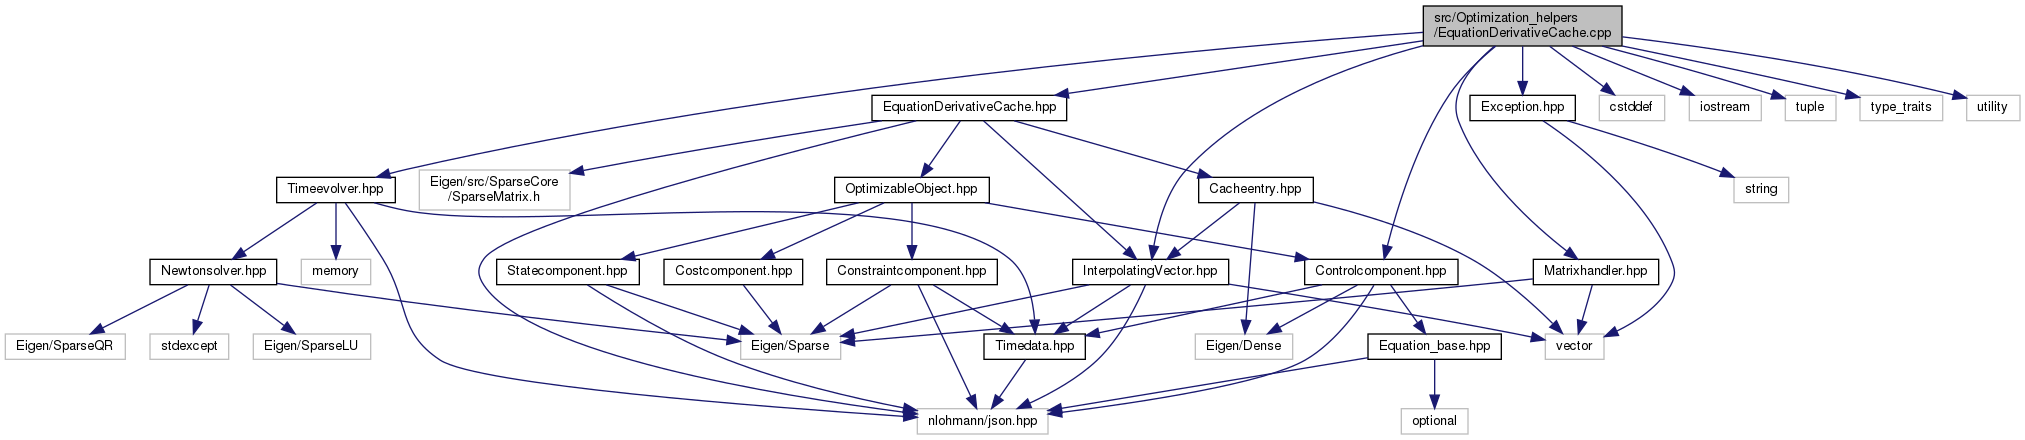 src/Optimization_helpers
/EquationDerivativeCache.cpp
EquationDerivativeCache.hpp
Exception.hpp
cstddef
iostream
tuple
type_traits
utility
Timeevolver.hpp
Eigen/src/SparseCore
/SparseMatrix.h
OptimizableObject.hpp
Cacheentry.hpp
string
Newtonsolver.hpp
memory
Statecomponent.hpp
Costcomponent.hpp
Constraintcomponent.hpp
InterpolatingVector.hpp
Controlcomponent.hpp
Matrixhandler.hpp
Eigen/SparseQR
stdexcept
Eigen/SparseLU
Eigen/Sparse
Timedata.hpp
Eigen/Dense
Equation_base.hpp
vector
nlohmann/json.hpp
optional